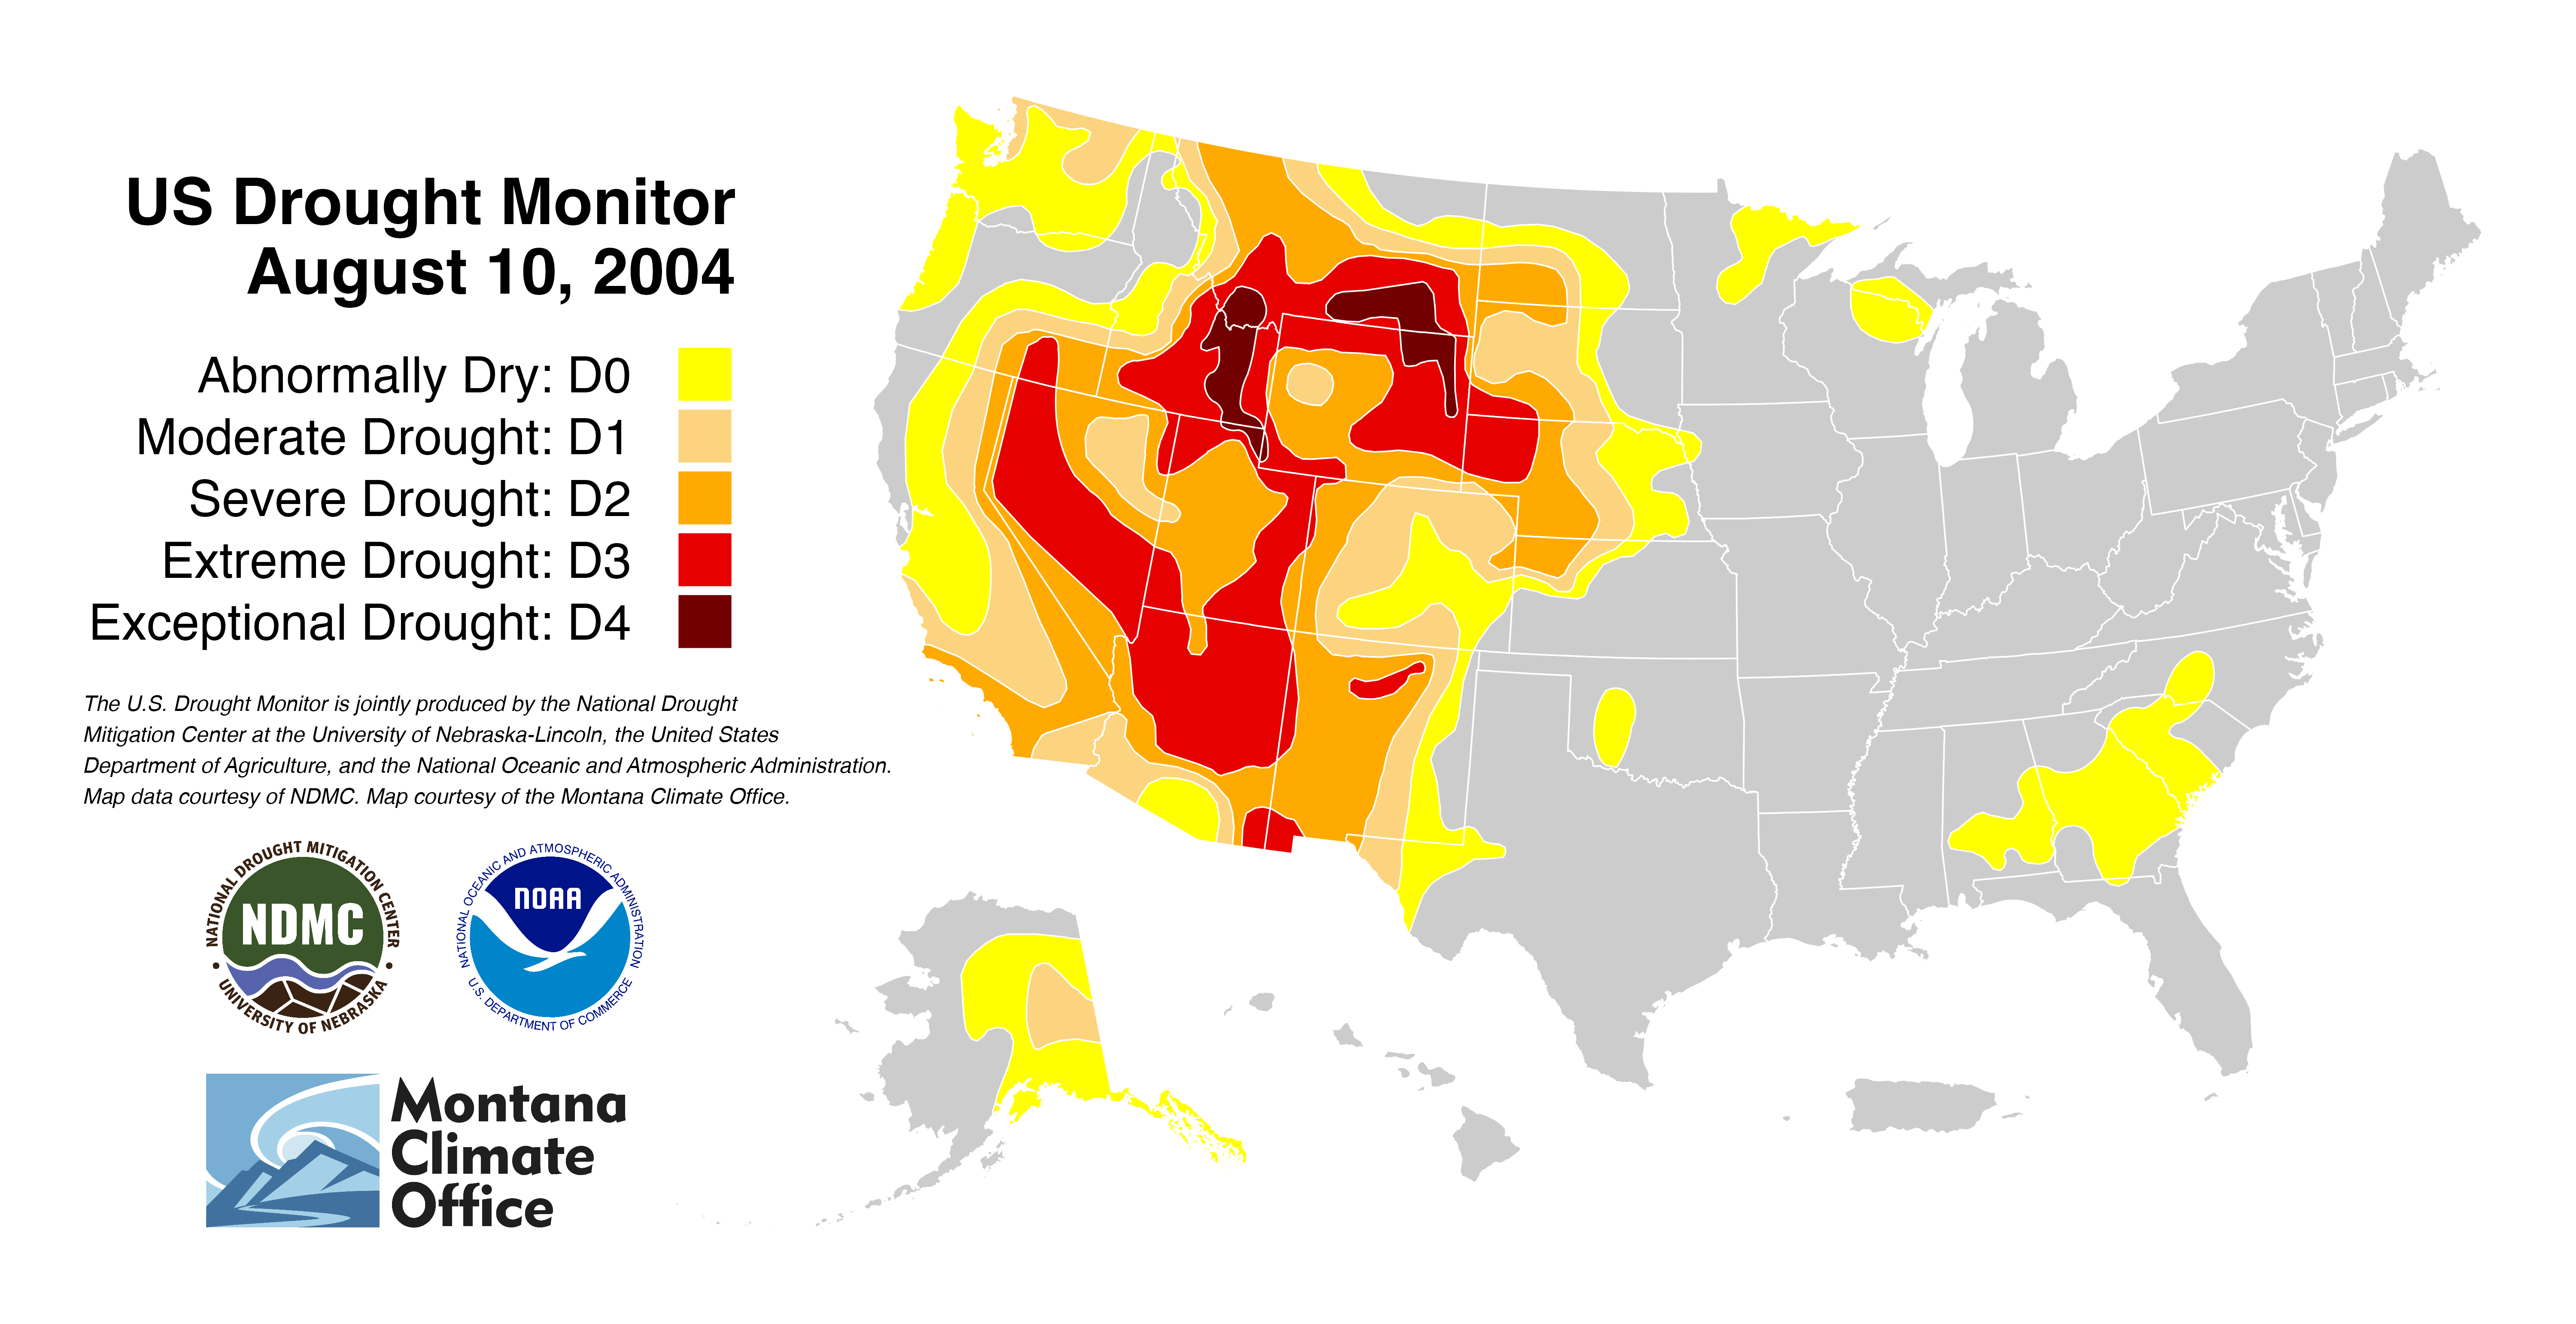 US Drought Monitor
August 10, 2004
Abnormally Dry: D0
Moderate Drought: D1
Severe Drought: D2
Extreme Drought: D3
Exceptional Drought: D4
The U.S. Drought Monitor is jointly produced by the National Drought
Mitigation Center at the University of Nebraska-Lincoln, the United States
Department of Agriculture, and the National Oceanic and Atmospheric Administration.
Map data courtesy of NDMC. Map courtesy of the Montana Climate Office.
NATIONAL DROUGHT MITIGATION CENTER
NDMC
• UNIVERSITY OF NEBRASKA •
NATIONAL OCEANIC AND ATMOSPHERIC ADMINISTRATION
NOAA
U.S. DEPARTMENT OF COMMERCE
Montana
Climate
Office